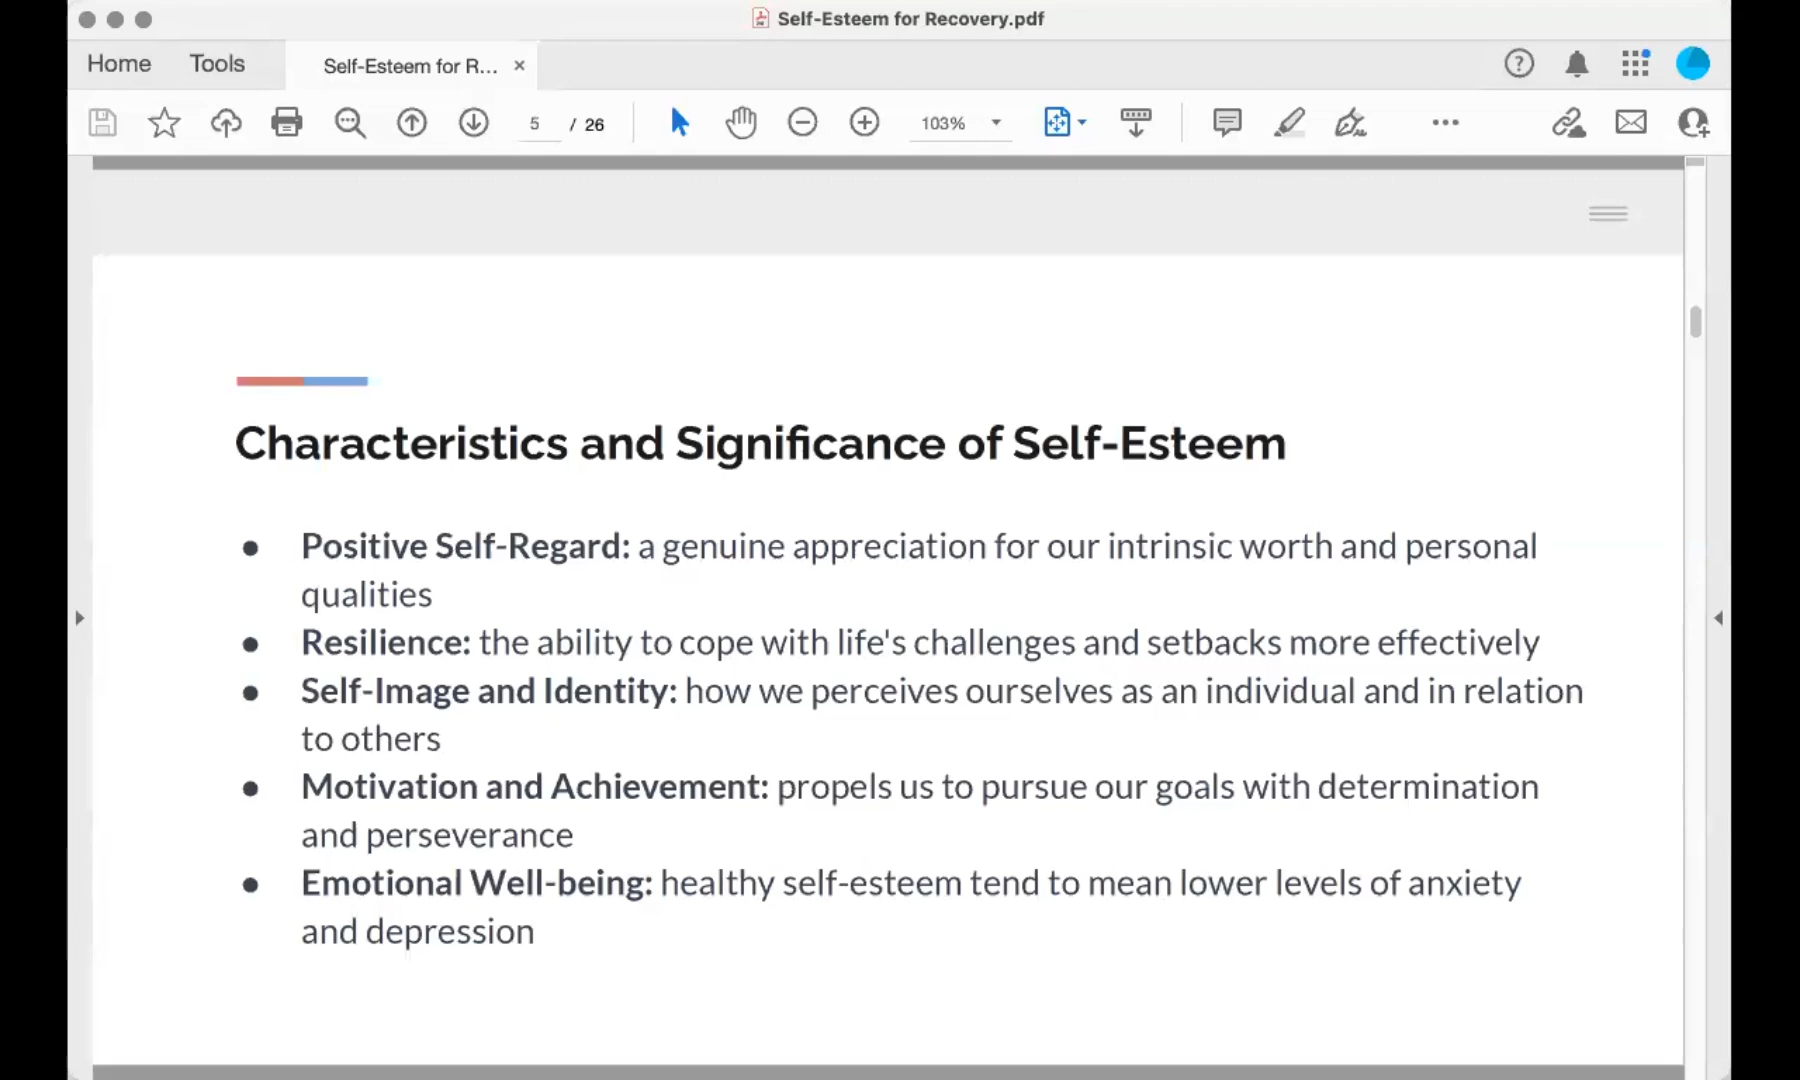 Self-Esteem for Recovery.pdf
Home Tools Self-Esteem for R... ×
5 / 26 103%
Characteristics and Significance of Self-Esteem
● Positive Self-Regard: a genuine appreciation for our intrinsic worth and personal
qualities
● Resilience: the ability to cope with life's challenges and setbacks more effectively
● Self-Image and Identity: how we perceives ourselves as an individual and in relation
to others
● Motivation and Achievement: propels us to pursue our goals with determination
and perseverance
● Emotional Well-being: healthy self-esteem tend to mean lower levels of anxiety
and depression